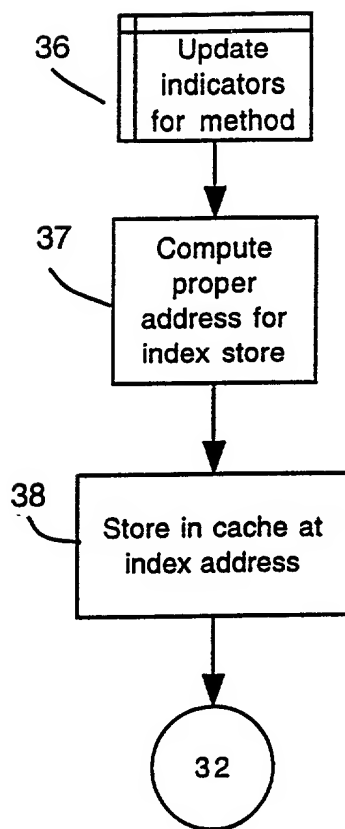 36
Update
indicators
for method
37
Compute
proper
address for
index store
38
Store in cache at
index address
32